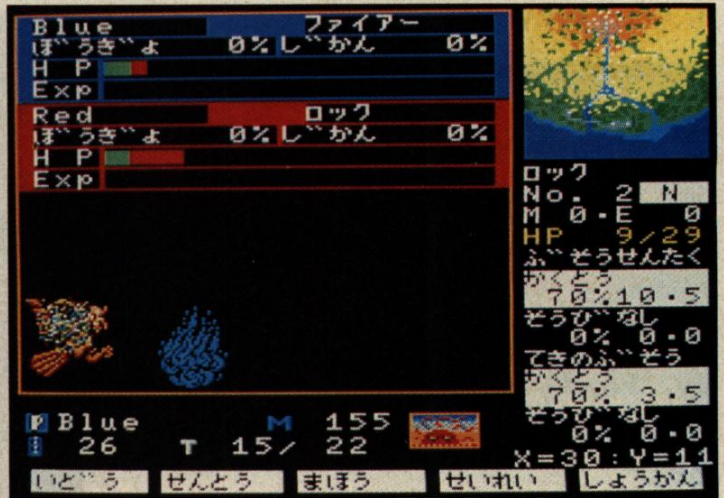 Blue ファイアー
ぼうぎょ 0% じかん 0%
H P
Exp
Red ロック
ぼうぎょ 0% じかん 0%
H P
Exp
ロック
No. 2 N
M 0・E 0
HP 9/29
ぶそうせんたく
かくとう
70% 10・5
そうびなし
0% 0・0
てきのぶそう
かくとう
70% 3・5
そうびなし
0% 0・0
X=30:Y=11
P Blue M 155
26 T 15/ 22
いどう せんとう まほう せいれい しょうかん